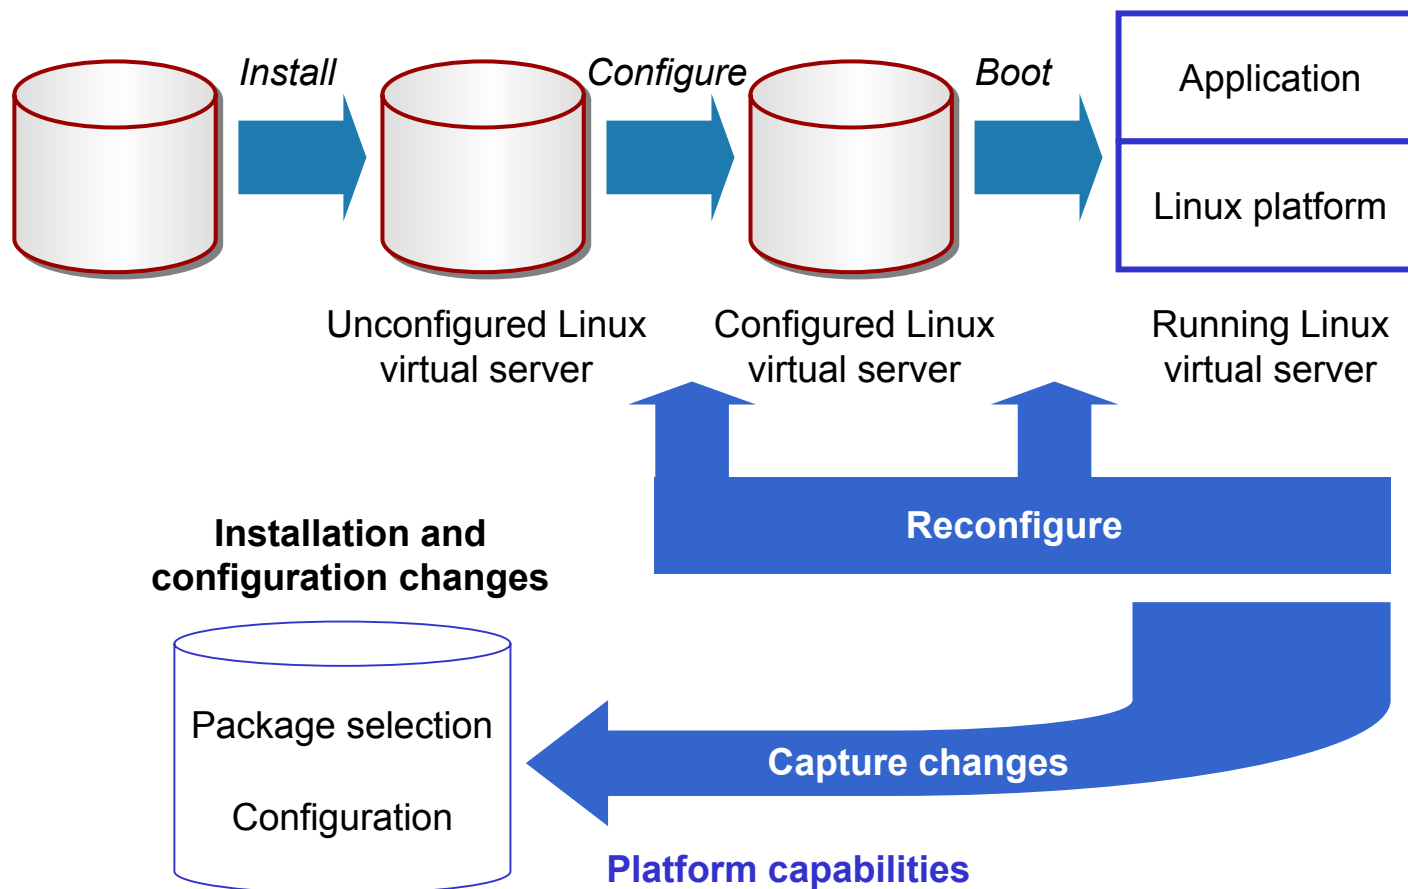 Install
Configure
Boot
Application
Linux platform
Unconfigured Linux
virtual server
Configured Linux
virtual server
Running Linux
virtual server
Reconfigure
Installation and
configuration changes
Package selection
Configuration
Capture changes
Platform capabilities